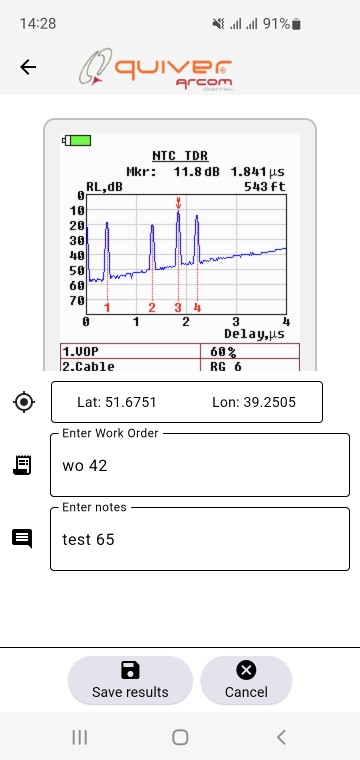 14:28
91%
quiver®
arcom
DIGITAL
NTC TDR
Mkr: 11.8dB 1.841µs
RL,dB 543ft
0
10
20
30
40
50
60
70
1 2 3 4
0 1 2 3 4
Delay,µs
1.VOP 60%
2.Cable RG 6
Lat: 51.6751 Lon: 39.2505
Enter Work Order
wo 42
Enter notes
test 65
Save results Cancel